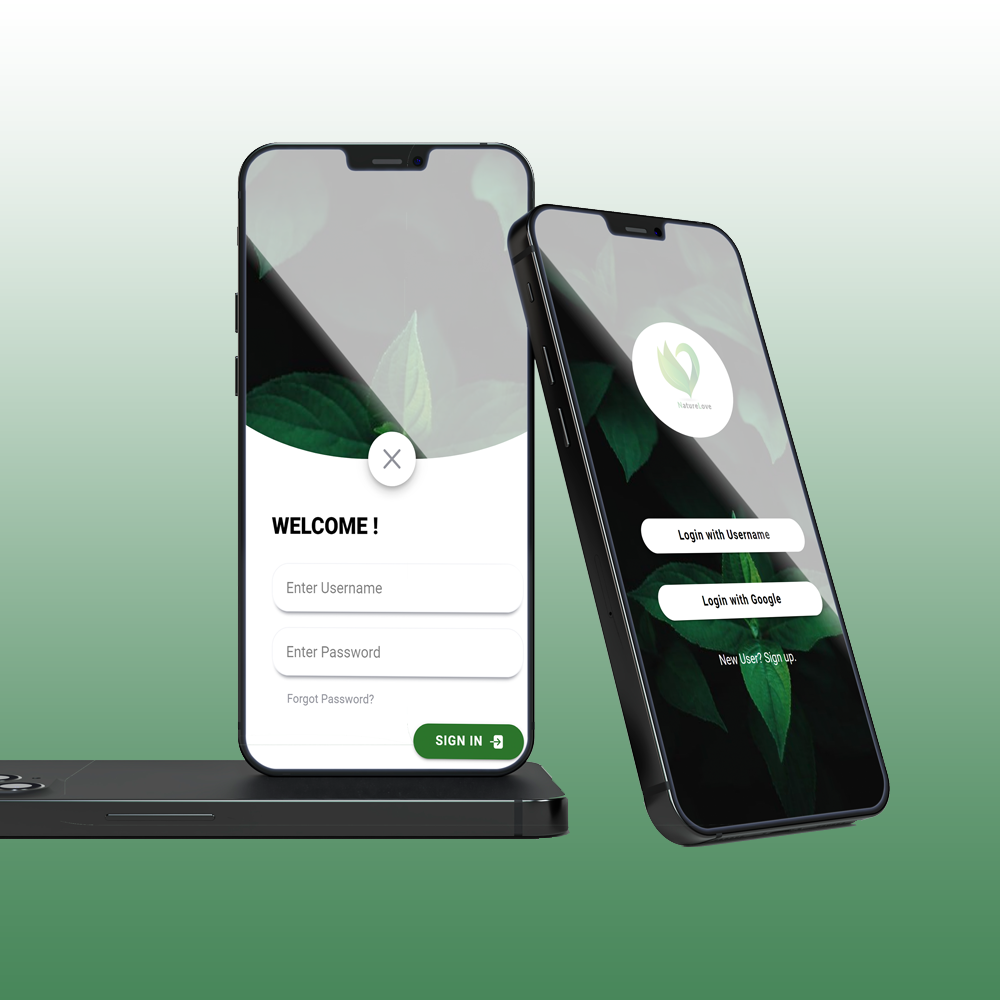 WELCOME !
Enter Username
Enter Password
Forgot Password?
SIGN IN
NatureLove
Login with Username
Login with Google
New User? Sign up.